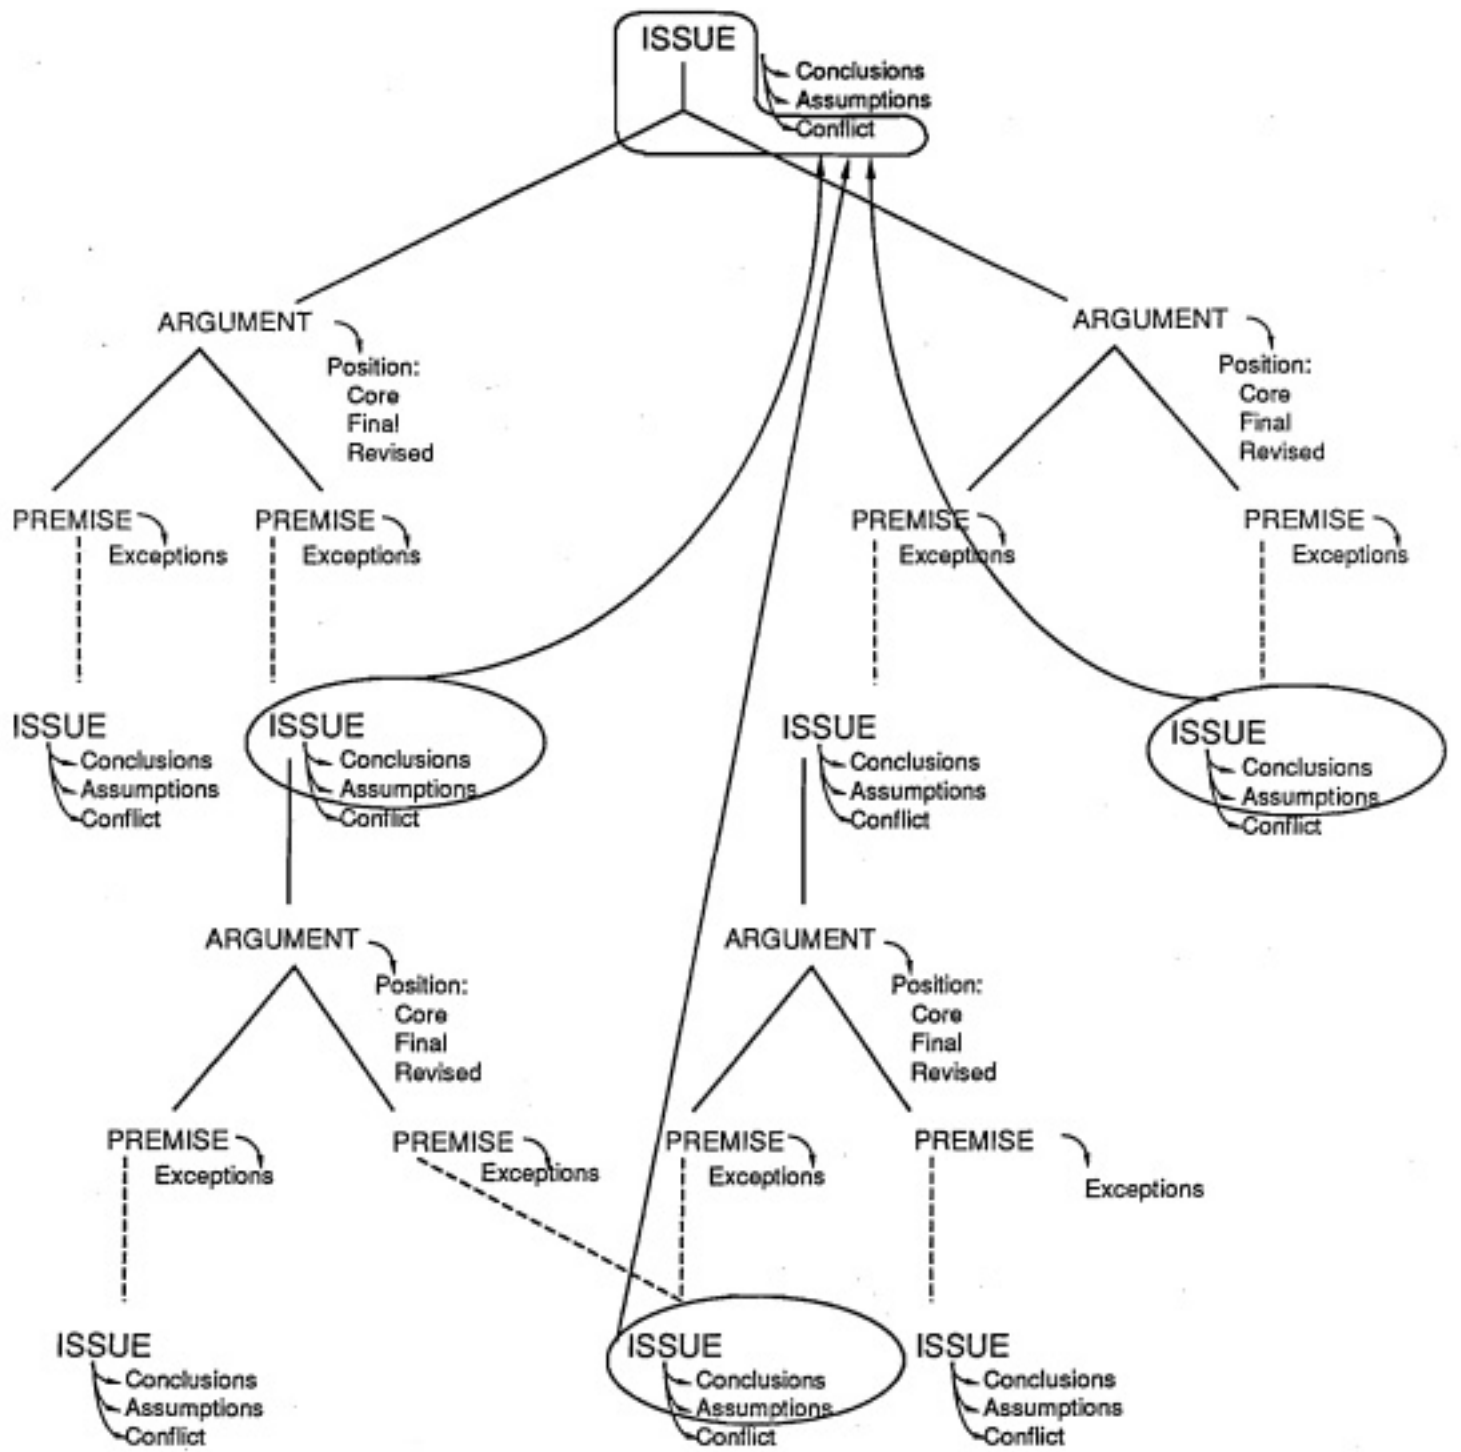 ISSUE
Conclusions
Assumptions
Conflict
ARGUMENT
Position:
Core
Final
Revised
ARGUMENT
Position:
Core
Final
Revised
PREMISE
Exceptions
PREMISE
Exceptions
PREMISE
Exceptions
PREMISE
Exceptions
ISSUE
Conclusions
Assumptions
Conflict
ISSUE
Conclusions
Assumptions
Conflict
ISSUE
Conclusions
Assumptions
Conflict
ISSUE
Conclusions
Assumptions
Conflict
ARGUMENT
Position:
Core
Final
Revised
ARGUMENT
Position:
Core
Final
Revised
PREMISE
Exceptions
PREMISE
Exceptions
PREMISE
Exceptions
PREMISE
Exceptions
ISSUE
Conclusions
Assumptions
Conflict
ISSUE
Conclusions
Assumptions
Conflict
ISSUE
Conclusions
Assumptions
Conflict